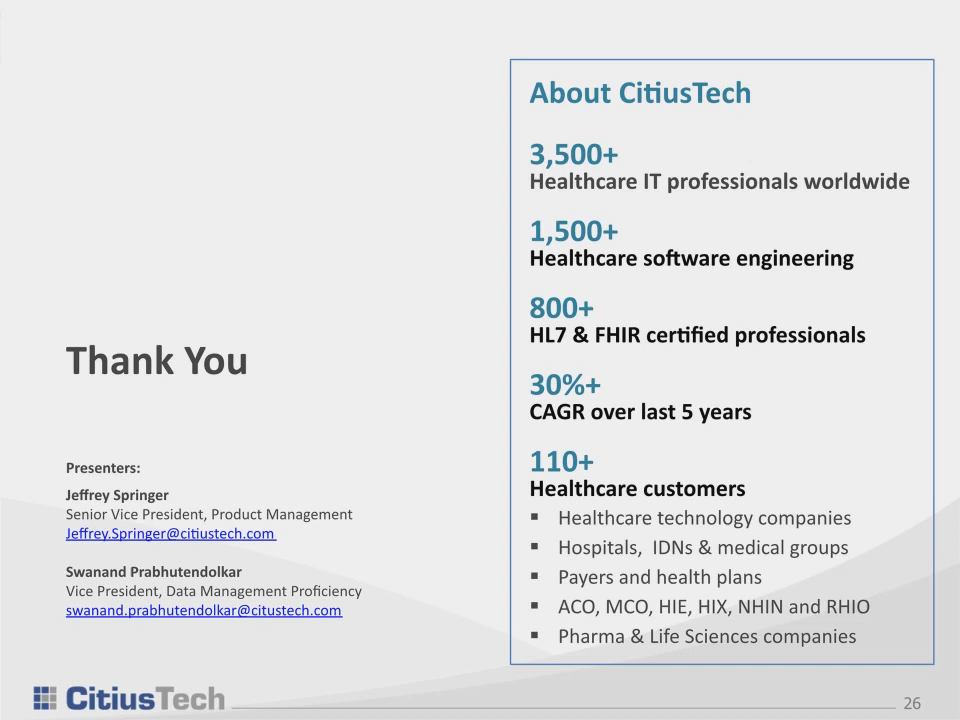 Thank You
Presenters:
Jeffrey Springer
Senior Vice President, Product Management
Jeffrey.Springer@citiustech.com
Swanand Prabhutendolkar
Vice President, Data Management Proficiency
swanand.prabhutendolkar@citustech.com
About CitiusTech
3,500+
Healthcare IT professionals worldwide
1,500+
Healthcare software engineering
800+
HL7 & FHIR certified professionals
30%+
CAGR over last 5 years
110+
Healthcare customers
▪ Healthcare technology companies
▪ Hospitals, IDNs & medical groups
▪ Payers and health plans
▪ ACO, MCO, HIE, HIX, NHIN and RHIO
▪ Pharma & Life Sciences companies
CitiusTech
26